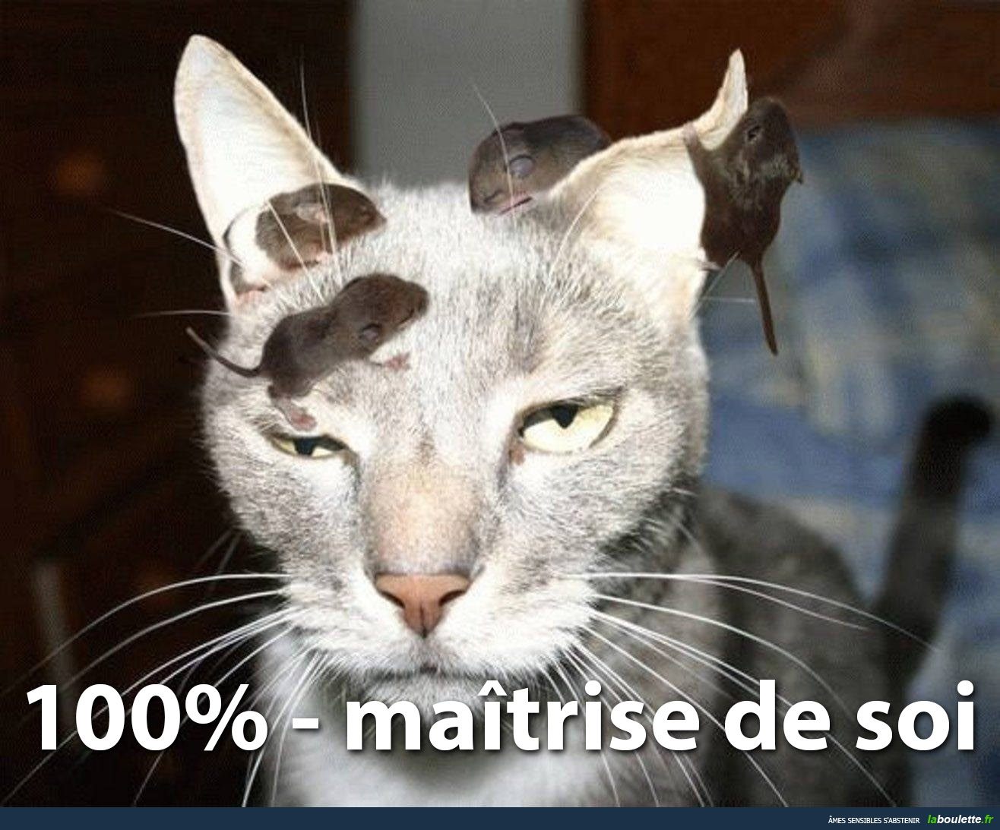 100% - maîtrise de soi
ÂMES SENSIBLES S'ABSTENIR laboulette.fr